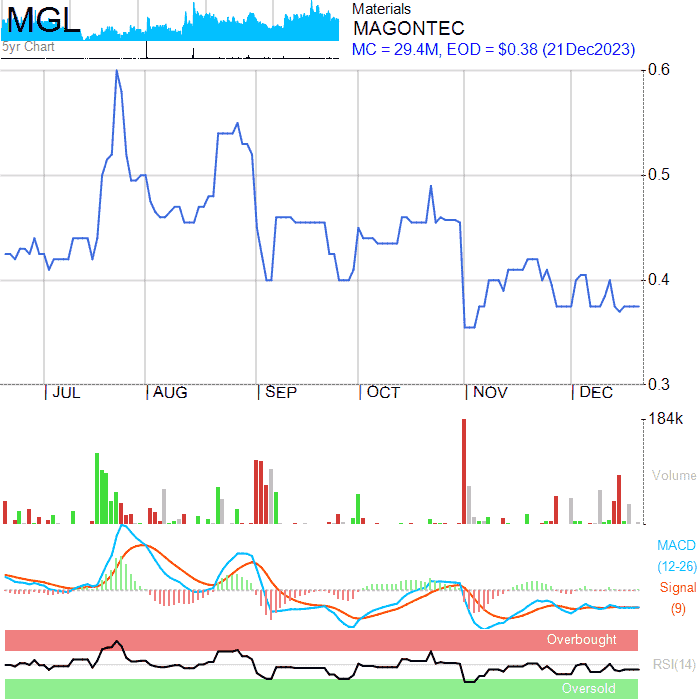 MGL
5yr Chart
Materials
MAGONTEC
MC = 29.4M, EOD = $0.38 (21Dec2023)
0.6
0.5
0.4
0.3
JUL AUG SEP OCT NOV DEC
184k
Volume
MACD
(12-26)
Signal
(9)
Overbought
RSI(14)
Oversold